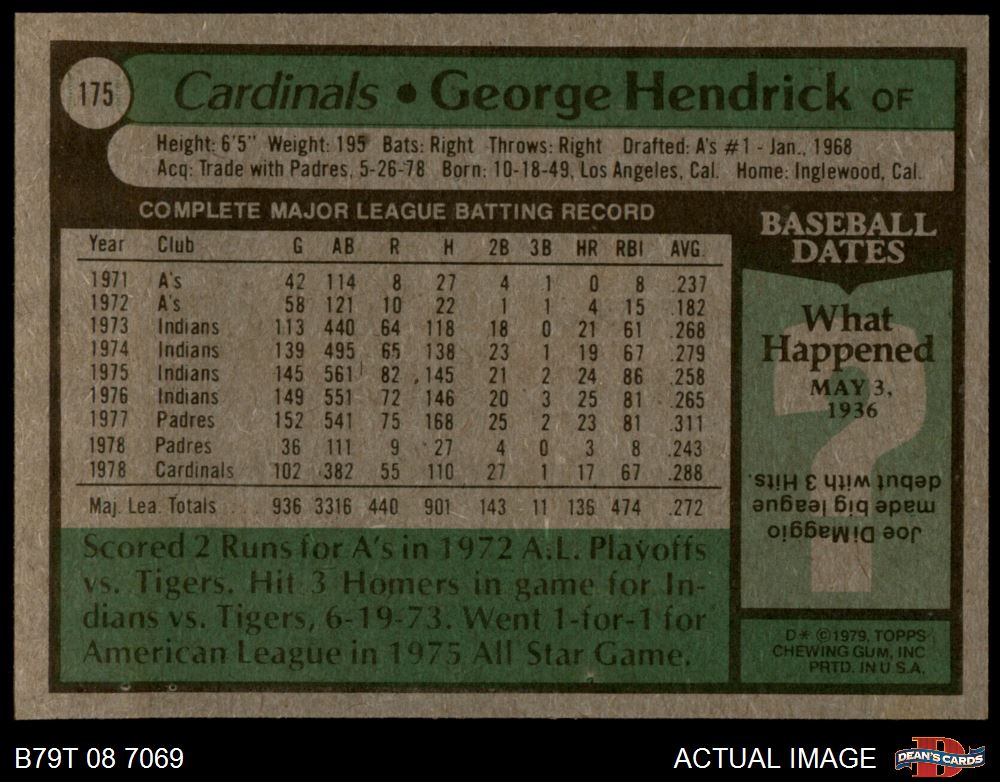 175
Cardinals • George Hendrick OF
Height: 6'5" Weight: 195 Bats: Right Throws: Right Drafted: A's #1 - Jan., 1968
Acq: Trade with Padres, 5-26-78 Born: 10-18-49, Los Angeles, Cal. Home: Inglewood, Cal.
COMPLETE MAJOR LEAGUE BATTING RECORD
Year Club G AB R H 2B 3B HR RBI AVG.
1971 A's 42 114 8 27 4 1 0 8 .237
1972 A's 58 121 10 22 1 1 4 15 .182
1973 Indians 113 440 64 118 18 0 21 61 .268
1974 Indians 139 495 65 138 23 1 19 67 .279
1975 Indians 145 561 82 145 21 2 24 86 .258
1976 Indians 149 551 72 146 20 3 25 81 .265
1977 Padres 152 541 75 168 25 2 23 81 .311
1978 Padres 36 111 9 27 4 0 3 8 .243
1978 Cardinals 102 382 55 110 27 1 17 67 .288
Maj. Lea. Totals .... 936 3316 440 901 143 11 136 474 .272
Scored 2 Runs for A's in 1972 A.L. Playoffs
vs. Tigers. Hit 3 Homers in game for In-
dians vs. Tigers, 6-19-73. Went 1-for-1 for
American League in 1975 All Star Game.
BASEBALL
DATES
What
Happened
MAY 3,
1936
?
Joe DiMaggio
made big league
debut with 3 Hits.
D* ©1979, TOPPS
CHEWING GUM, INC
PRTD. IN U.S.A.
B79T 08 7069
ACTUAL IMAGE
D
DEAN'S CARDS